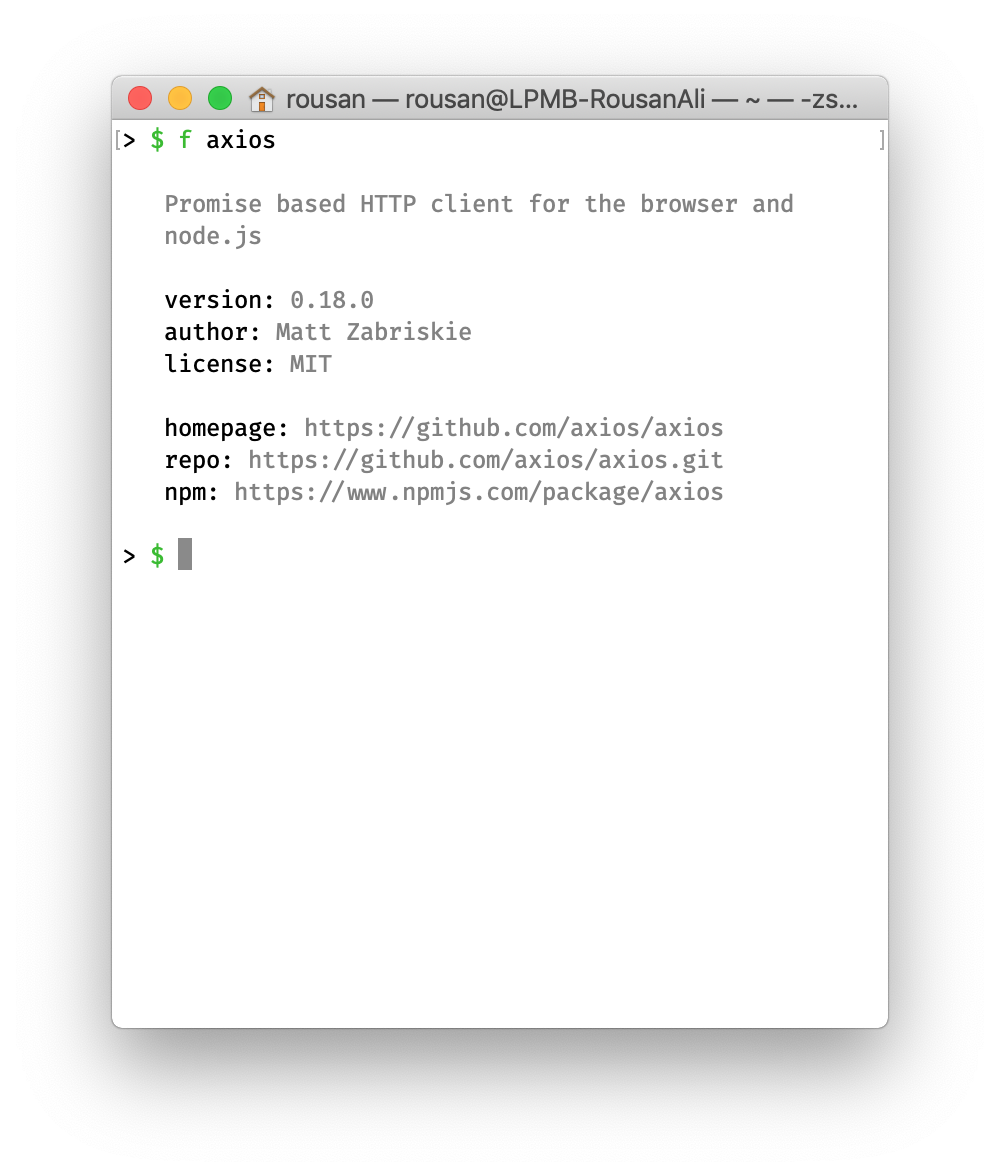 rousan — rousan@LPMB-RousanAli — ~ — -zs...
[> $ f axios ]
Promise based HTTP client for the browser and
node.js
version: 0.18.0
author: Matt Zabriskie
license: MIT
homepage: https://github.com/axios/axios
repo: https://github.com/axios/axios.git
npm: https://www.npmjs.com/package/axios
> $